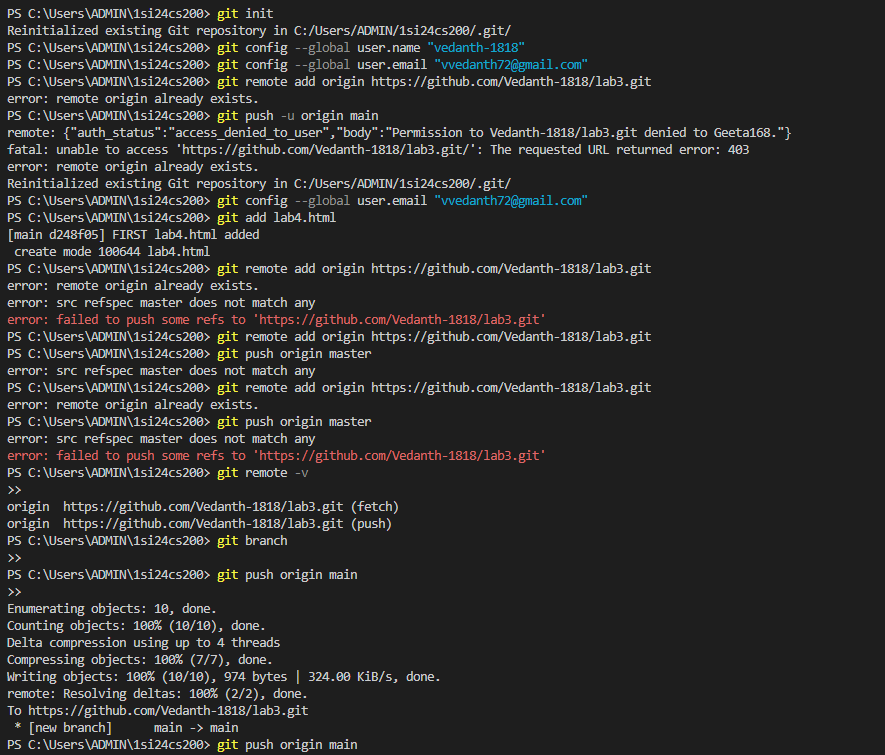 PS C:\Users\ADMIN\1si24cs200> git init
Reinitialized existing Git repository in C:/Users/ADMIN/1si24cs200/.git/
PS C:\Users\ADMIN\1si24cs200> git config --global user.name "vedanth-1818"
PS C:\Users\ADMIN\1si24cs200> git config --global user.email "vvedanth72@gmail.com"
PS C:\Users\ADMIN\1si24cs200> git remote add origin https://github.com/Vedanth-1818/lab3.git
error: remote origin already exists.
PS C:\Users\ADMIN\1si24cs200> git push -u origin main
remote: {"auth_status":"access_denied_to_user","body":"Permission to Vedanth-1818/lab3.git denied to Geeta168."}
fatal: unable to access 'https://github.com/Vedanth-1818/lab3.git/': The requested URL returned error: 403
error: remote origin already exists.
Reinitialized existing Git repository in C:/Users/ADMIN/1si24cs200/.git/
PS C:\Users\ADMIN\1si24cs200> git config --global user.email "vvedanth72@gmail.com"
PS C:\Users\ADMIN\1si24cs200> git add lab4.html
[main d248f05] FIRST lab4.html added
 create mode 100644 lab4.html
PS C:\Users\ADMIN\1si24cs200> git remote add origin https://github.com/Vedanth-1818/lab3.git
error: remote origin already exists.
error: src refspec master does not match any
error: failed to push some refs to 'https://github.com/Vedanth-1818/lab3.git'
PS C:\Users\ADMIN\1si24cs200> git remote add origin https://github.com/Vedanth-1818/lab3.git
PS C:\Users\ADMIN\1si24cs200> git push origin master
error: src refspec master does not match any
PS C:\Users\ADMIN\1si24cs200> git remote add origin https://github.com/Vedanth-1818/lab3.git
error: remote origin already exists.
PS C:\Users\ADMIN\1si24cs200> git push origin master
error: src refspec master does not match any
error: failed to push some refs to 'https://github.com/Vedanth-1818/lab3.git'
PS C:\Users\ADMIN\1si24cs200> git remote -v
>>
origin  https://github.com/Vedanth-1818/lab3.git (fetch)
origin  https://github.com/Vedanth-1818/lab3.git (push)
PS C:\Users\ADMIN\1si24cs200> git branch
>>
PS C:\Users\ADMIN\1si24cs200> git push origin main
>>
Enumerating objects: 10, done.
Counting objects: 100% (10/10), done.
Delta compression using up to 4 threads
Compressing objects: 100% (7/7), done.
Writing objects: 100% (10/10), 974 bytes | 324.00 KiB/s, done.
remote: Resolving deltas: 100% (2/2), done.
To https://github.com/Vedanth-1818/lab3.git
 * [new branch]      main -> main
PS C:\Users\ADMIN\1si24cs200> git push origin main